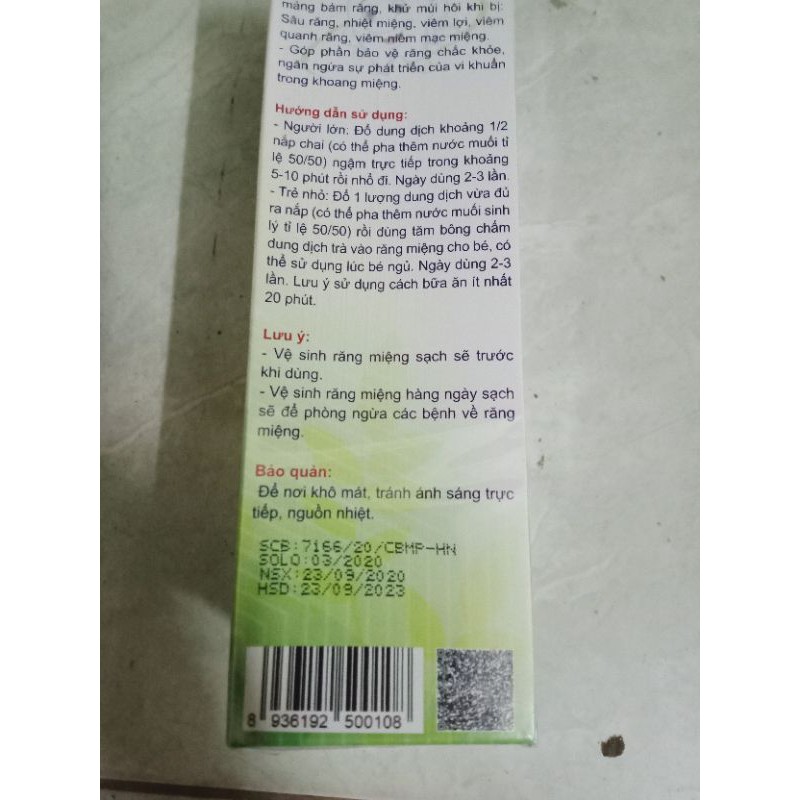 mảng bám răng, khử mùi hôi khi bị:
Sâu răng, nhiệt miệng, viêm lợi, viêm
quanh răng, viêm niêm mạc miệng.
- Góp phần bảo vệ răng chắc khỏe,
ngăn ngừa sự phát triển của vi khuẩn
trong khoang miệng.
Hướng dẫn sử dụng:
- Người lớn: Đổ dung dịch khoảng 1/2
nắp chai (có thể pha thêm nước muối tỉ
lệ 50/50) ngậm trực tiếp trong khoảng
5-10 phút rồi nhổ đi. Ngày dùng 2-3 lần.
- Trẻ nhỏ: Đổ 1 lượng dung dịch vừa đủ
ra nắp (có thể pha thêm nước muối sinh
lý tỉ lệ 50/50) rồi dùng tăm bông chấm
dung dịch trà vào răng miệng cho bé, có
thể sử dụng lúc bé ngủ. Ngày dùng 2-3
lần. Lưu ý sử dụng cách bữa ăn ít nhất
20 phút.
Lưu ý:
- Vệ sinh răng miệng sạch sẽ trước
khi dùng.
- Vệ sinh răng miệng hàng ngày sạch
sẽ để phòng ngừa các bệnh về răng
miệng.
Bảo quản:
Để nơi khô mát, tránh ánh sáng trực
tiếp, nguồn nhiệt.
SCB:7166/20/CBMP-HN
SOLO:03/2020
NSX:23/09/2020
HSD:23/09/2023
8 936192 500108